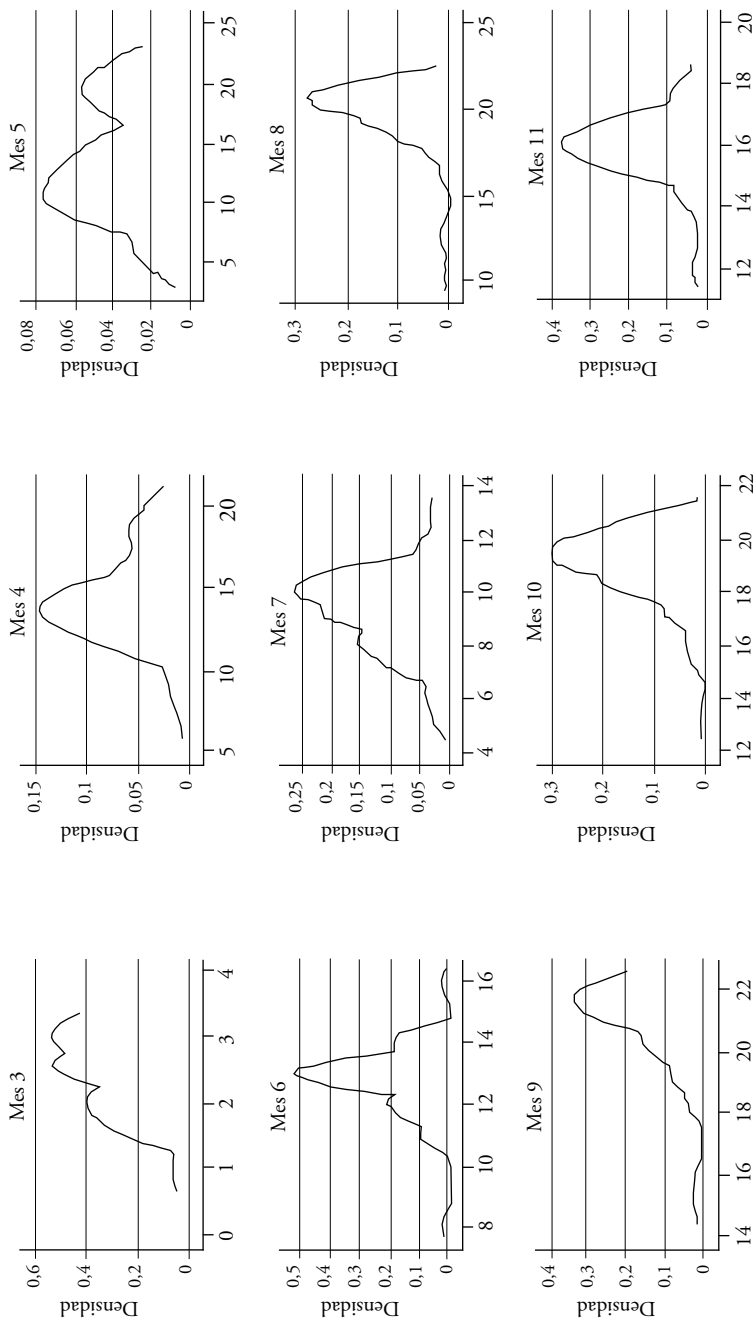 Mes 3
Densidad
0,6
0,4
0,2
0
0 1 2 3 4
Mes 4
Densidad
0,15
0,1
0,05
0
5 10 15 20
Mes 5
Densidad
0,08
0,06
0,04
0,02
0
5 10 15 20 25
Mes 6
Densidad
0,5
0,4
0,3
0,2
0,1
0
8 10 12 14 16
Mes 7
Densidad
0,25
0,2
0,15
0,1
0,05
0
4 6 8 10 12 14
Mes 8
Densidad
0,3
0,2
0,1
0
10 15 20 25
Mes 9
Densidad
0,4
0,3
0,2
0,1
0
14 16 18 20 22
Mes 10
Densidad
0,3
0,2
0,1
0
12 14 16 18 20 22
Mes 11
Densidad
0,4
0,3
0,2
0,1
0
12 14 16 18 20